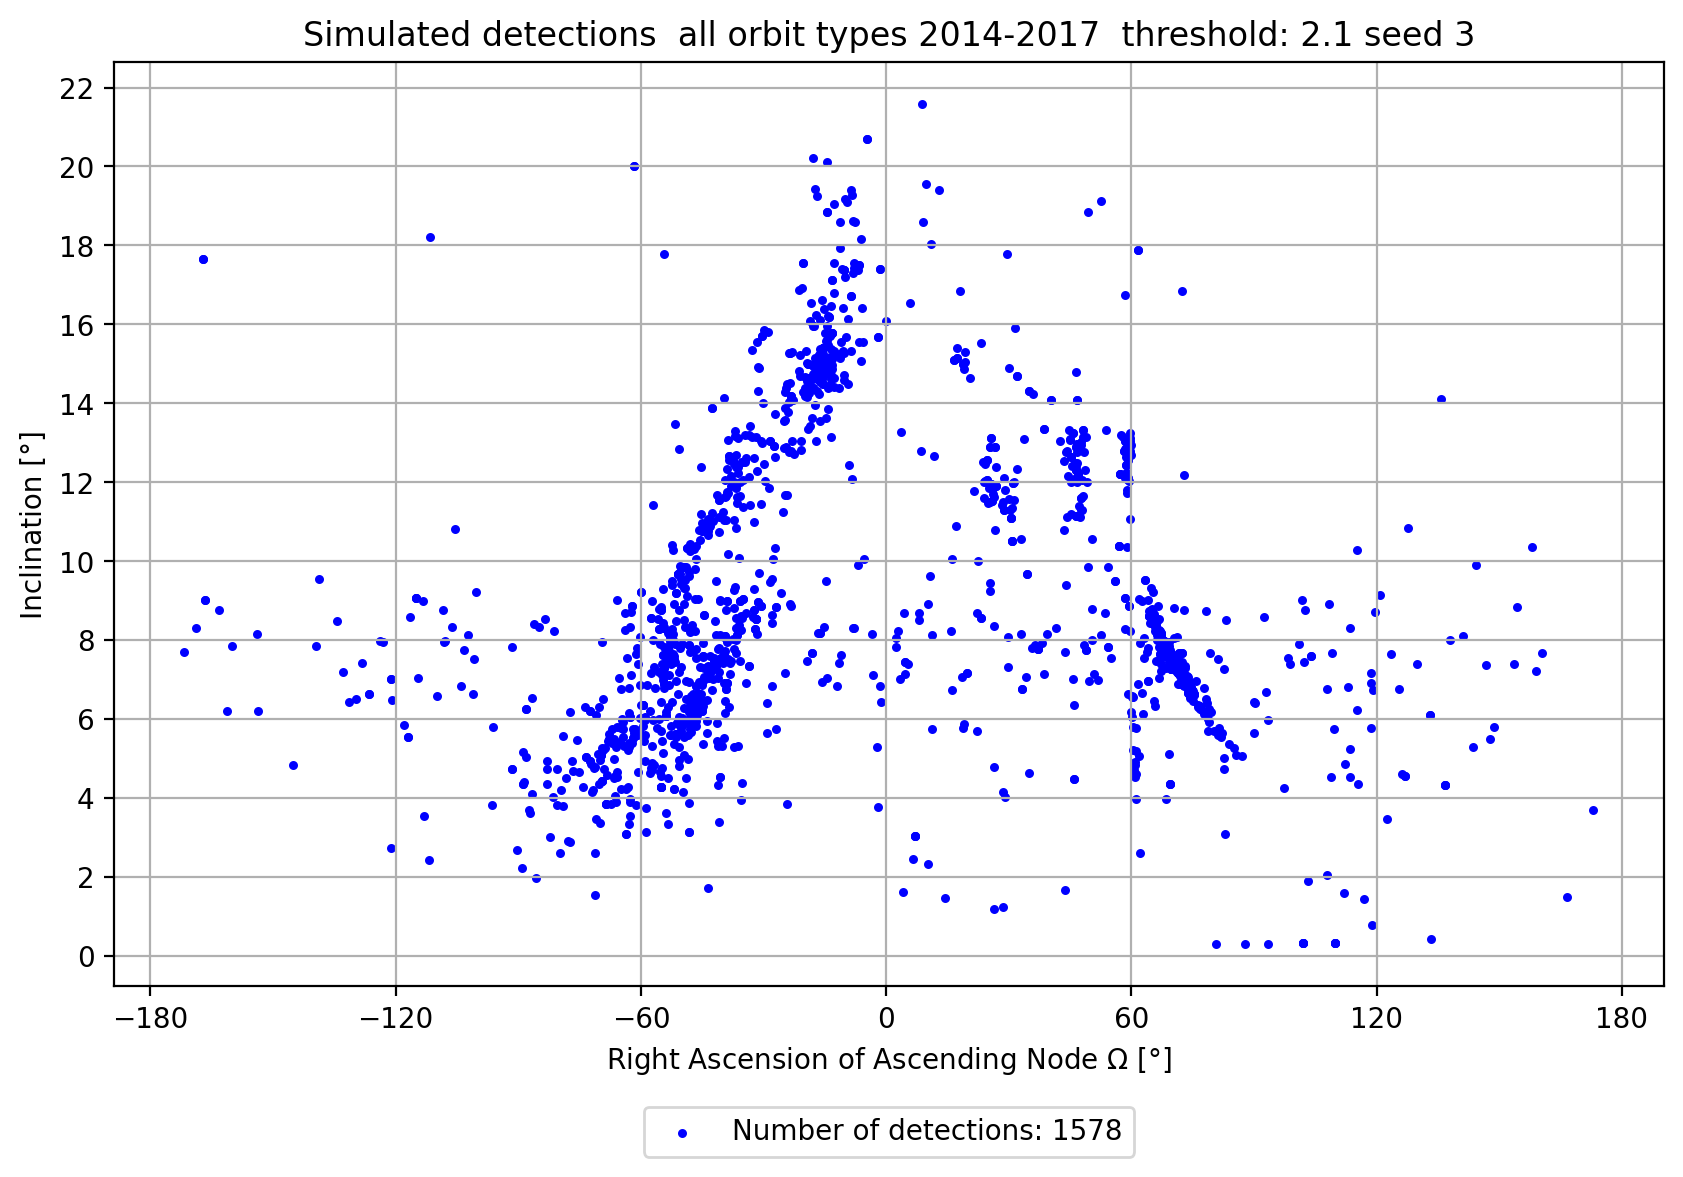 Simulated detections  all orbit types 2014-2017  threshold: 2.1 seed 3
Inclination [°]
22
20
18
16
14
12
10
8
6
4
2
0
−180 −120 −60 0 60 120 180
Right Ascension of Ascending Node Ω [°]
Number of detections: 1578